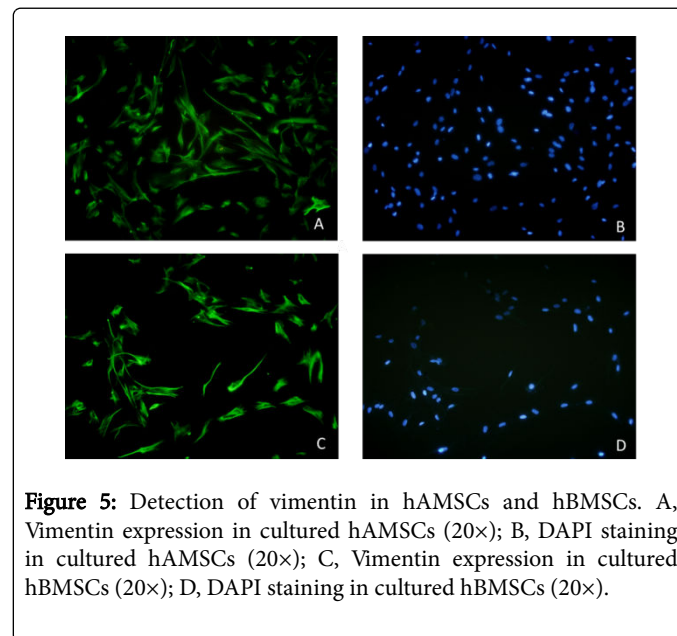 A
B
C
D
Figure 5: Detection of vimentin in hAMSCs and hBMSCs. A,
Vimentin expression in cultured hAMSCs (20×); B, DAPI staining
in cultured hAMSCs (20×); C, Vimentin expression in cultured
hBMSCs (20×); D, DAPI staining in cultured hBMSCs (20×).